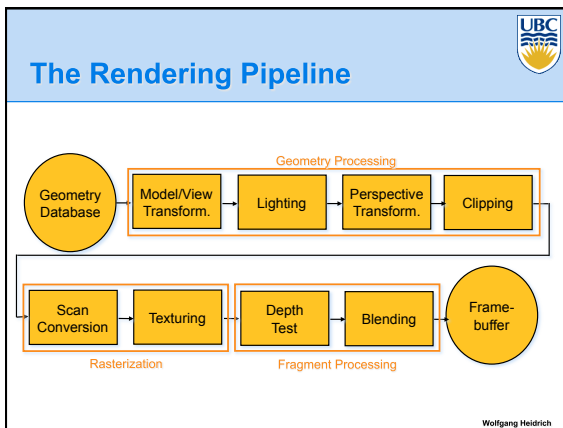 UBC
The Rendering Pipeline
Geometry Processing
Geometry
Database
Model/View
Transform.
Lighting
Perspective
Transform.
Clipping
Scan
Conversion
Texturing
Depth
Test
Blending
Frame-
buffer
Rasterization
Fragment Processing
Wolfgang Heidrich